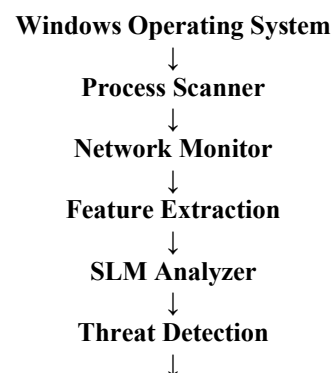 Windows Operating System
↓
Process Scanner
↓
Network Monitor
↓
Feature Extraction
↓
SLM Analyzer
↓
Threat Detection
↓